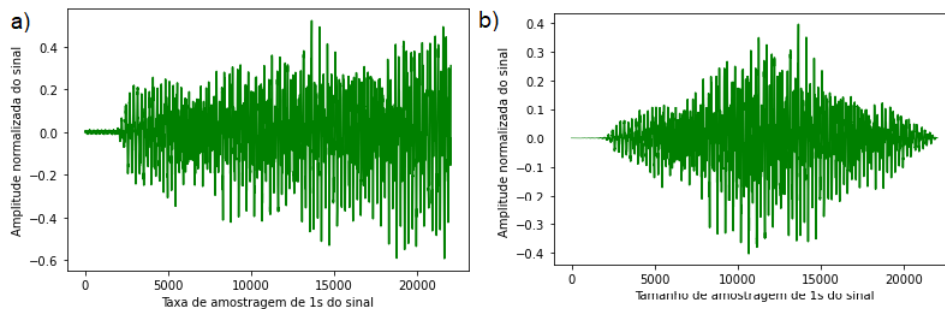 a)
Amplitude normalizada do sinal
0.4
0.2
0.0
−0.2
−0.4
−0.6
0 5000 10000 15000 20000
Taxa de amostragem de 1s do sinal
b)
Amplitude normalizada do sinal
0.4
0.3
0.2
0.1
0.0
−0.1
−0.2
−0.3
−0.4
0 5000 10000 15000 20000
Tamanho de amostragem de 1s do sinal